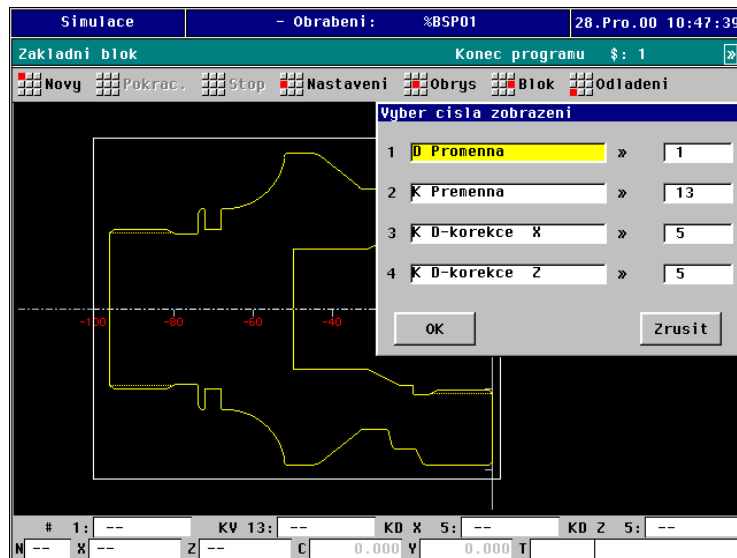 Simulace - Obrabeni: %BSP01 28.Pro.00 10:47:39
Zakladni blok Konec programu $: 1 »
Novy Pokrac. Stop Nastaveni Obrys Blok Odladeni
Vyber cisla zobrazeni
1 D Promenna » 1
2 K Premenna » 13
3 K D-korekce X » 5
4 K D-korekce Z » 5
OK Zrusit
-100 -80 -60 -40
# 1: -- KV 13: -- KD X 5: -- KD Z 5: --
N -- X -- Z -- C 0.000 Y 0.000 T